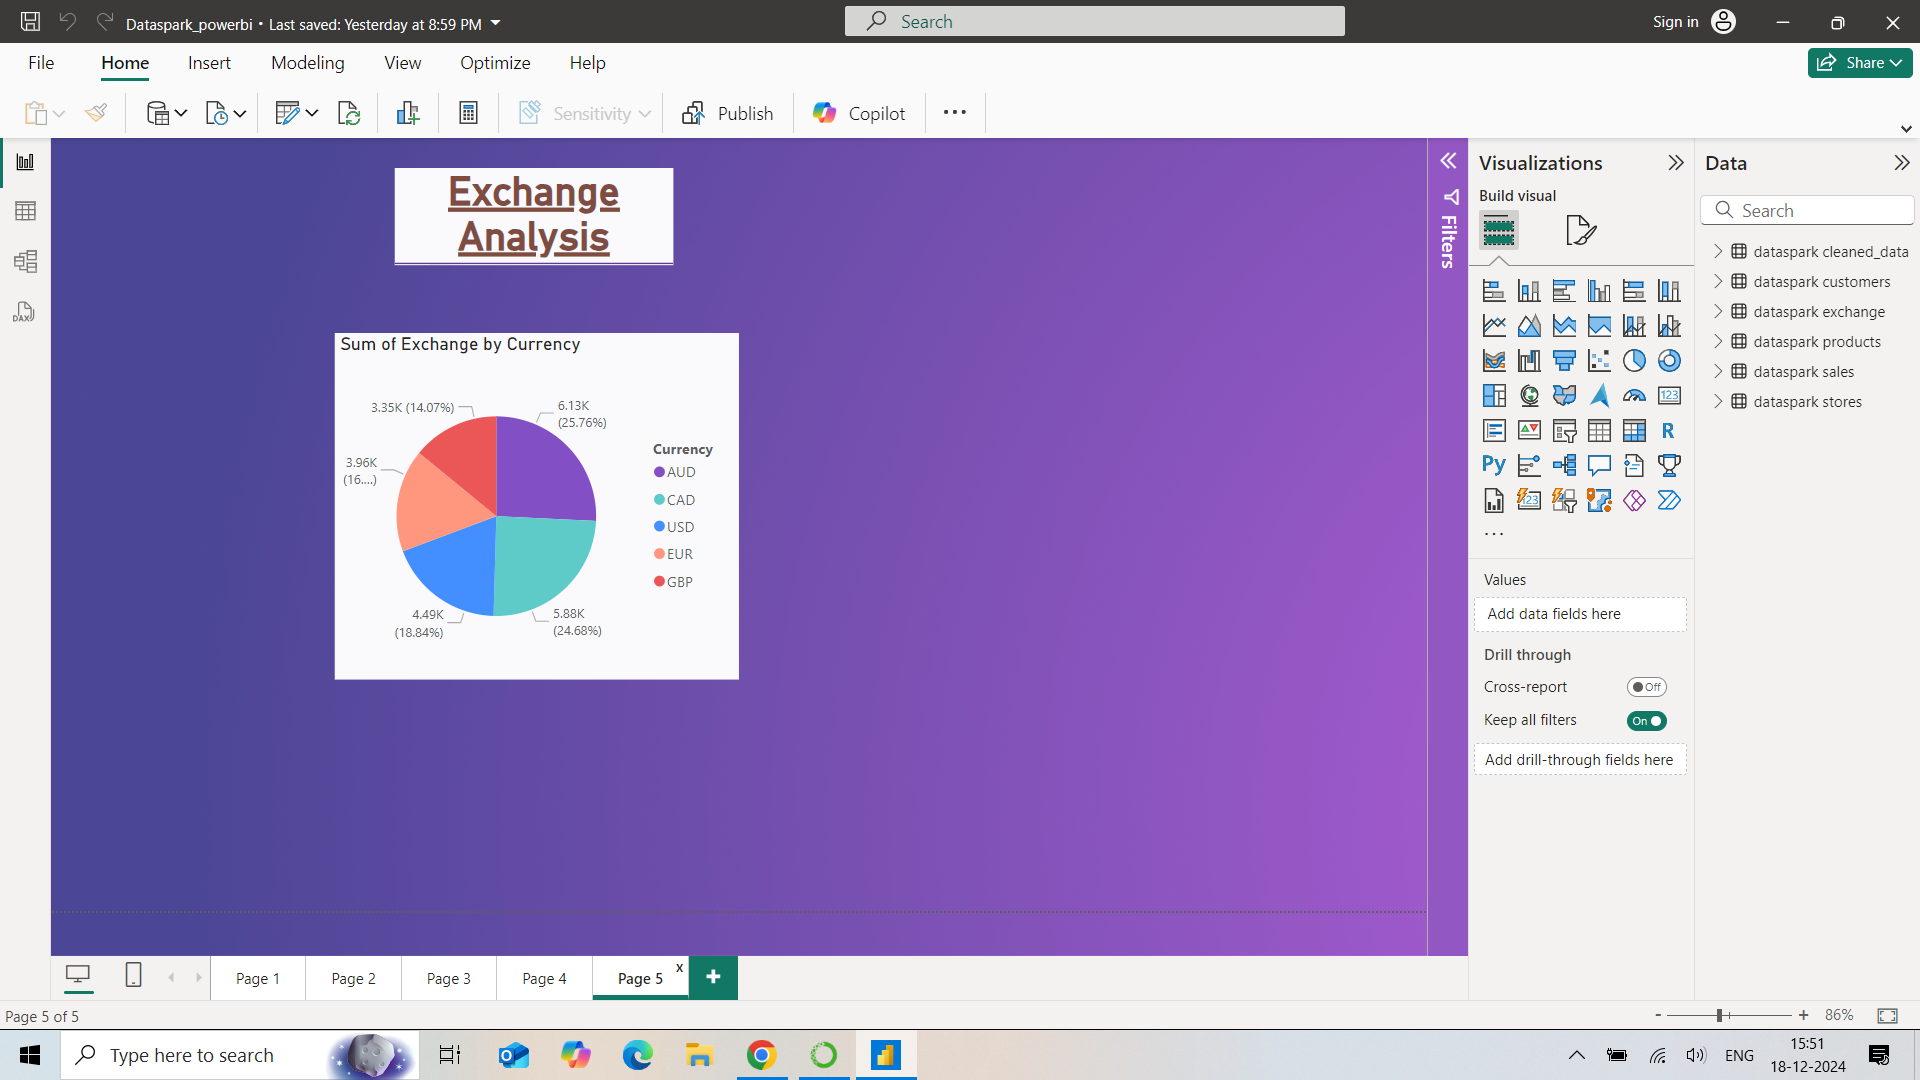 Dataspark_powerbi • Last saved: Yesterday at 8:59 PM
Search
Sign in
File
Home
Insert
Modeling
View
Optimize
Help
Share
Sensitivity
Publish
Copilot
DAX
Exchange
Analysis
Sum of Exchange by Currency
3.35K (14.07%)
6.13K
(25.76%)
3.96K
(16....)
4.49K
(18.84%)
5.88K
(24.68%)
Currency
AUD
CAD
USD
EUR
GBP
Filters
Visualizations
Build visual
123
R
Py
123
Values
Add data fields here
Drill through
Cross-report
Off
Keep all filters
On
Add drill-through fields here
Data
Search
dataspark cleaned_data
dataspark customers
dataspark exchange
dataspark products
dataspark sales
dataspark stores
Page 1
Page 2
Page 3
Page 4
Page 5
x
+
Page 5 of 5
- + 86%
Type here to search
ENG
15:51
18-12-2024